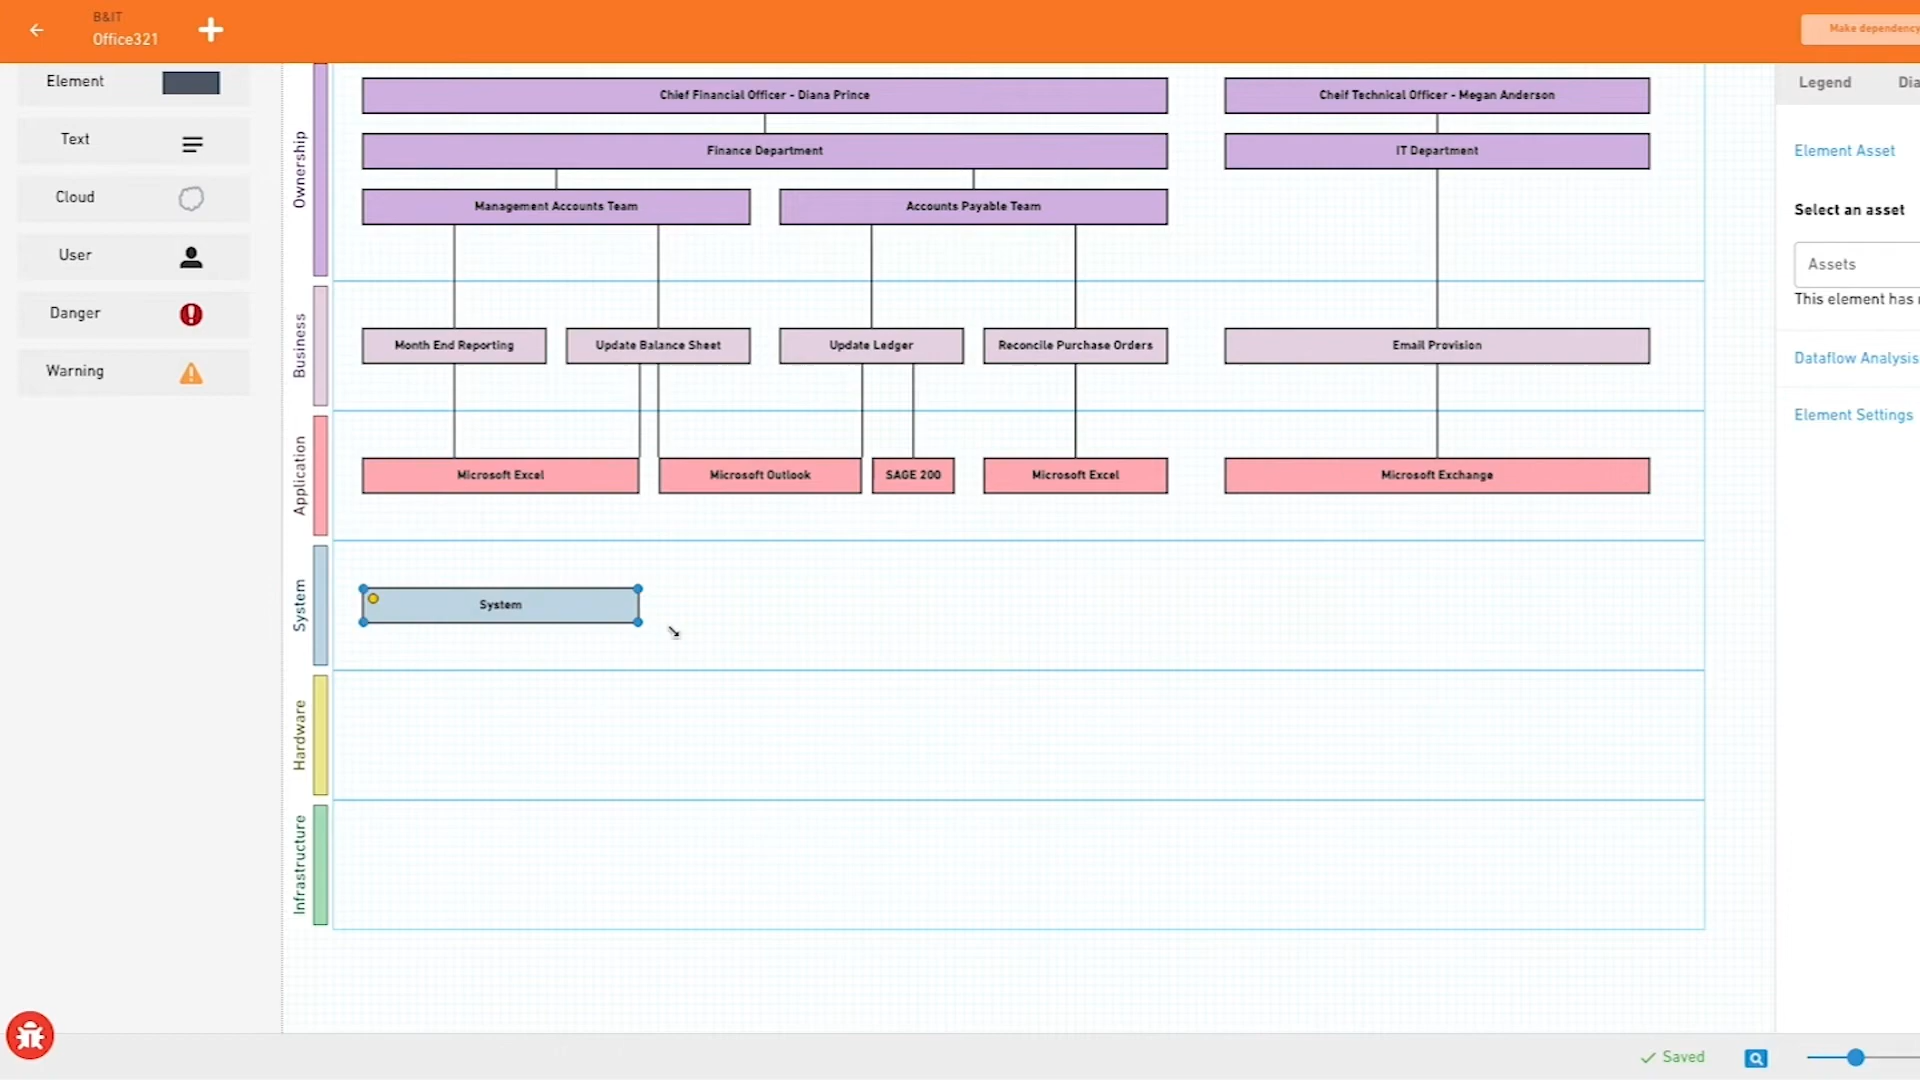 B&IT
Office321
Make dependency
Element
Text
Cloud
User
Danger
Warning
Ownership
Chief Financial Officer - Diana Prince
Cheif Technical Officer - Megan Anderson
Finance Department
IT Department
Management Accounts Team
Accounts Payable Team
Business
Month End Reporting
Update Balance Sheet
Update Ledger
Reconcile Purchase Orders
Email Provision
Application
Microsoft Excel
Microsoft Outlook
SAGE 200
Microsoft Excel
Microsoft Exchange
System
System
Hardware
Infrastructure
Legend
Dia
Element Asset
Select an asset
Assets
This element has
Dataflow Analysis
Element Settings
Saved